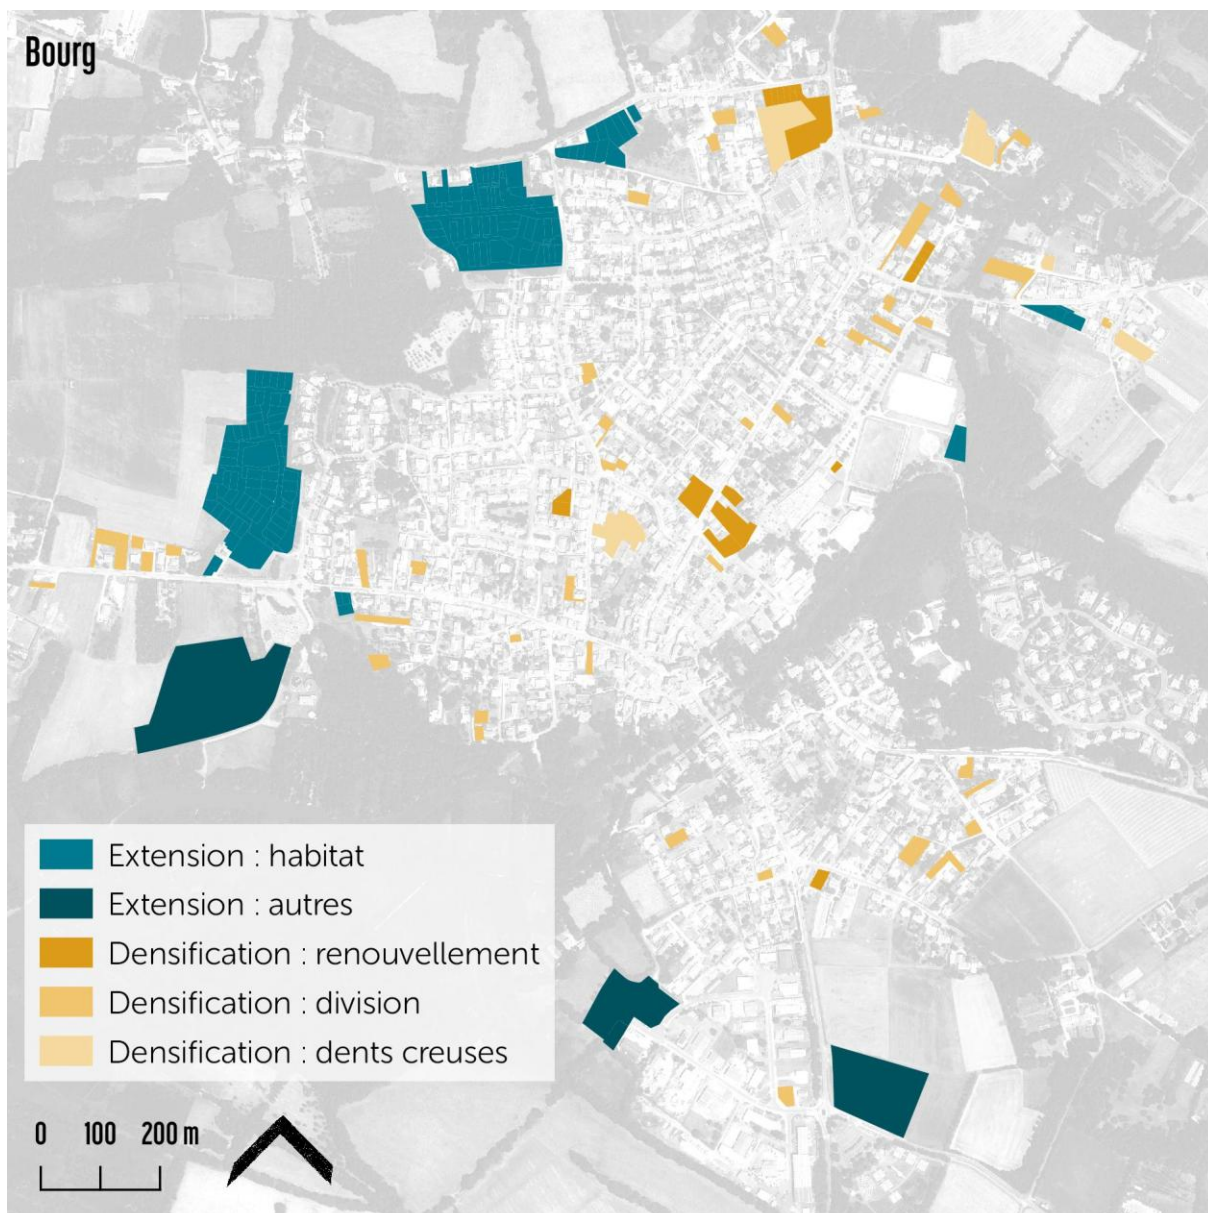 Bourg
Extension : habitat
Extension : autres
Densification : renouvellement
Densification : division
Densification : dents creuses
0 100 200 m